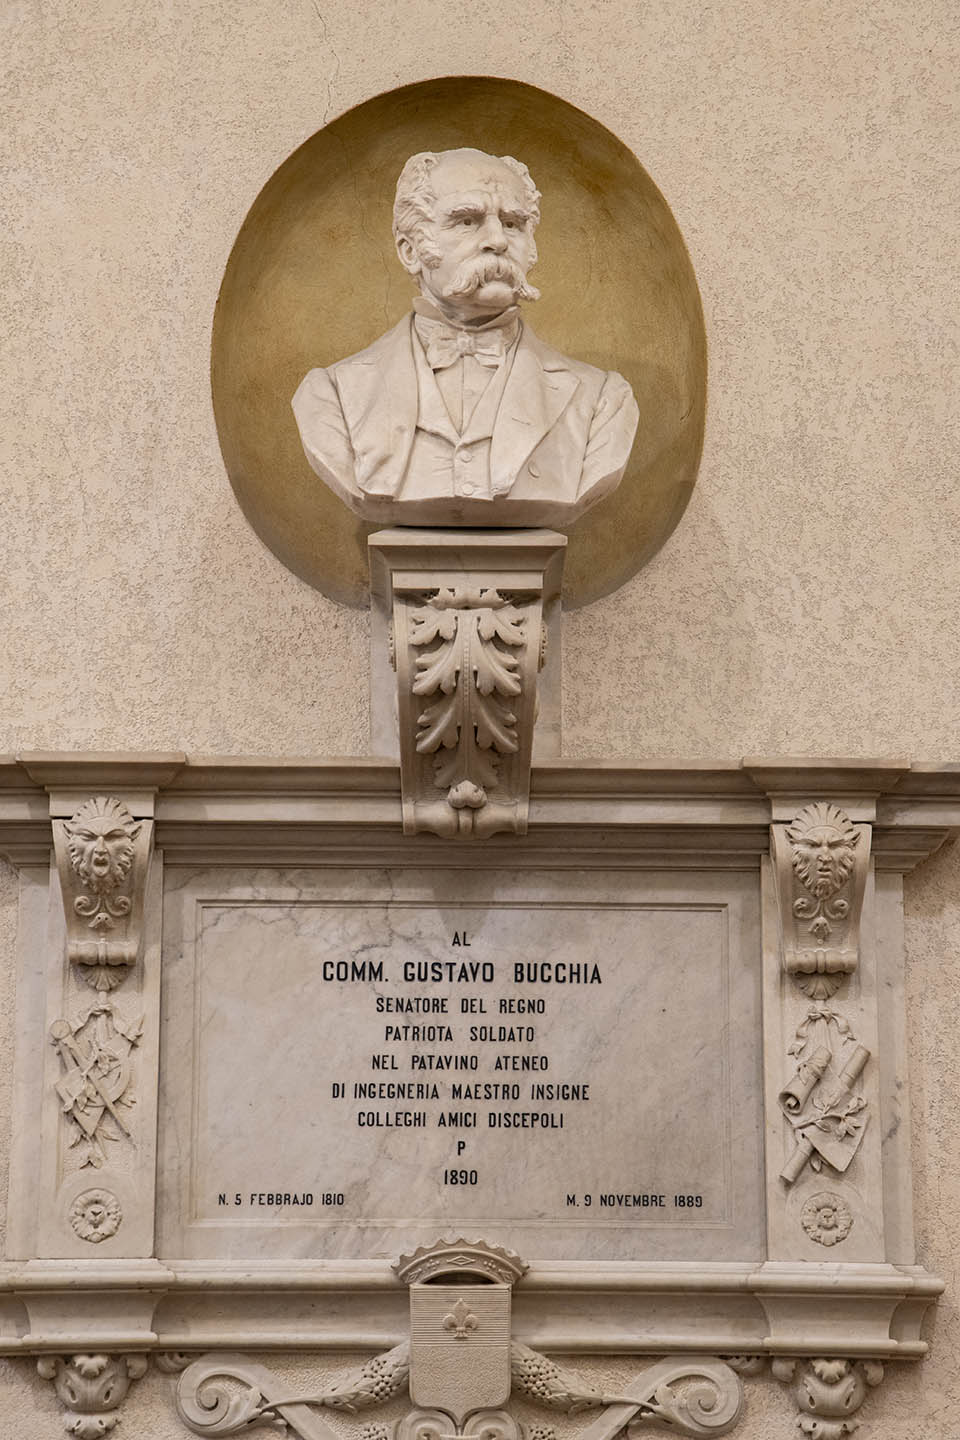 AL
COMM. GUSTAVO BUCCHIA
SENATORE DEL REGNO
PATRIOTA SOLDATO
NEL PATAVINO ATENEO
DI INGEGNERIA MAESTRO INSIGNE
COLLEGHI AMICI DISCEPOLI
P
1890
N. 5 FEBBRAJO 1810 M. 9 NOVEMBRE 1889